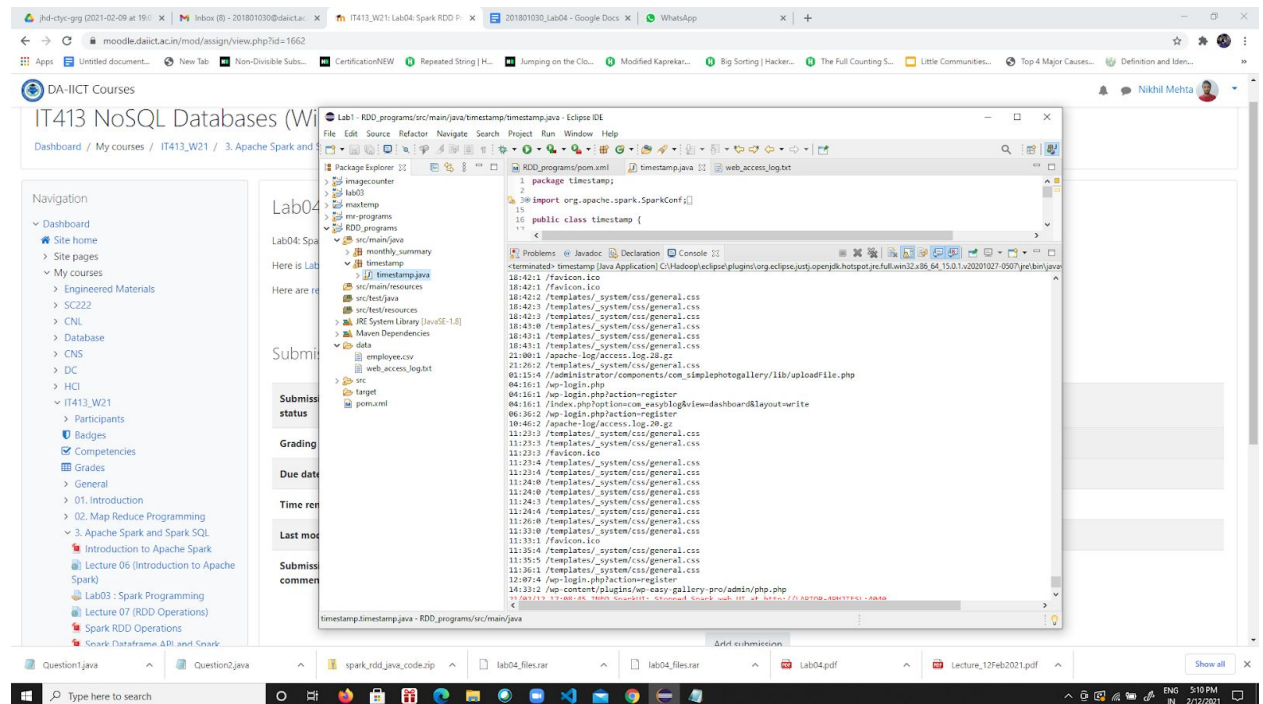 jhd-ctyc-grg (2021-02-09 at 19:0
Inbox (8) - 201801030@daiict.ac.
IT413_W21: Lab04: Spark RDD P
201801030_Lab04 - Google Docs
WhatsApp
moodle.daiict.ac.in/mod/assign/view.php?id=1662
Apps
Untitled document...
New Tab
Non-Divisible Subs...
CertificationNEW
Repeated String | H...
Jumping on the Clo...
Modified Kaprekar...
Big Sorting | Hacker...
The Full Counting S...
Little Communities...
Top 4 Major Causes...
Definition and Iden...
DA-IICT Courses
Nikhil Mehta
IT413 NoSQL Databases (Wi
Dashboard / My courses / IT413_W21 / 3. Apache Spark and S
Navigation
Dashboard
Site home
Site pages
My courses
Engineered Materials
SC222
CNL
Database
CNS
DC
HCI
IT413_W21
Participants
Badges
Competencies
Grades
General
01. Introduction
02. Map Reduce Programming
3. Apache Spark and Spark SQL
Introduction to Apache Spark
Lecture 06 (Introduction to Apache Spark)
Lab03 : Spark Programming
Lecture 07 (RDD Operations)
Spark RDD Operations
Spark Dataframe API and Spark
Lab04
Lab04: Spa
Here is Lab
Here are re
Submis
Submiss
status
Grading
Due date
Time rem
Last mod
Submiss
commen
Add submission
Lab1 - RDD_programs/src/main/java/timestamp/timestamp.java - Eclipse IDE
File Edit Source Refactor Navigate Search Project Run Window Help
Package Explorer
imagecounter
lab03
maxtemp
mr-programs
RDD_programs
src/main/java
monthly_summary
timestamp
timestamp.java
src/main/resources
src/test/java
src/test/resources
JRE System Library [JavaSE-1.8]
Maven Dependencies
data
employee.csv
web_access_log.txt
src
target
pom.xml
RDD_programs/pom.xml
timestamp.java
web_access_log.txt
1 package timestamp;
2
3 import org.apache.spark.SparkConf;
15
16 public class timestamp {
17
Problems Javadoc Declaration Console
<terminated> timestamp [Java Application] C:\Hadoop\eclipse\plugins\org.eclipse.justj.openjdk.hotspot.jre.full.win32.x86_64_15.0.1.v20201027-0507\jre\bin\javav
18:42:1 /favicon.ico
18:42:1 /favicon.ico
18:42:2 /templates/_system/css/general.css
18:42:3 /templates/_system/css/general.css
18:42:3 /templates/_system/css/general.css
18:43:0 /templates/_system/css/general.css
18:43:1 /templates/_system/css/general.css
18:43:1 /templates/_system/css/general.css
21:00:1 /apache-log/access.log.28.gz
21:26:2 /templates/_system/css/general.css
01:15:4 //administrator/components/com_simplephotogallery/lib/uploadFile.php
04:16:1 /wp-login.php
04:16:1 /wp-login.php?action=register
04:16:1 /index.php?option=com_easyblog&view=dashboard&layout=write
06:36:2 /wp-login.php?action=register
10:46:2 /apache-log/access.log.20.gz
11:23:3 /templates/_system/css/general.css
11:23:3 /templates/_system/css/general.css
11:23:3 /favicon.ico
11:23:4 /templates/_system/css/general.css
11:23:4 /templates/_system/css/general.css
11:24:0 /templates/_system/css/general.css
11:24:0 /templates/_system/css/general.css
11:24:3 /templates/_system/css/general.css
11:24:4 /templates/_system/css/general.css
11:26:0 /templates/_system/css/general.css
11:33:0 /templates/_system/css/general.css
11:33:1 /favicon.ico
11:35:4 /templates/_system/css/general.css
11:35:5 /templates/_system/css/general.css
11:36:1 /templates/_system/css/general.css
12:07:4 /wp-login.php?action=register
14:33:2 /wp-content/plugins/wp-easy-gallery-pro/admin/php.php
21/02/12 17:08:45 INFO SparkUI: Stopped Spark web UI at
timestamp.timestamp.java - RDD_programs/src/main/java
Question1.java
Question2.java
spark_rdd_java_code.zip
lab04_files.rar
lab04_files.rar
Lab04.pdf
Lecture_12Feb2021.pdf
Show all
Type here to search
ENG
IN
5:10 PM
2/12/2021